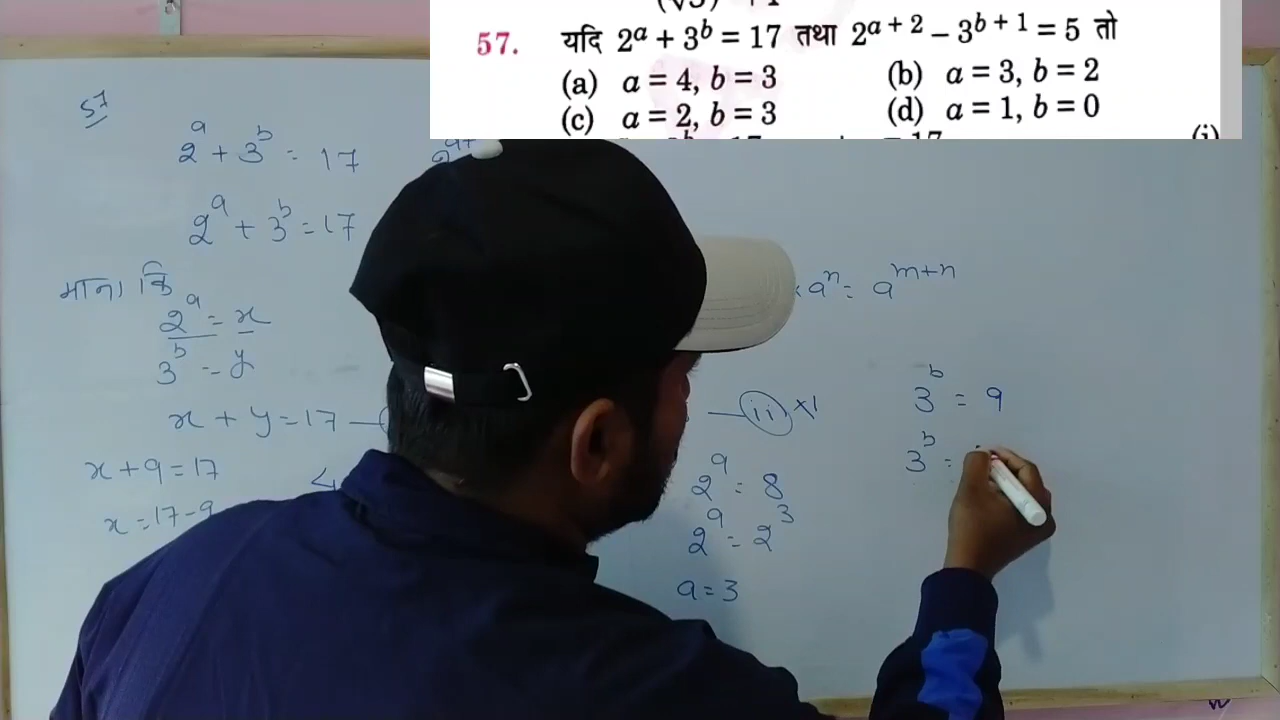 57. यदि 2^a + 3^b = 17 तथा 2^{a + 2} – 3^{b + 1} = 5 तो
(a) a = 4, b = 3 (b) a = 3, b = 2
(c) a = 2, b = 3 (d) a = 1, b = 0
(i)
57
2^a + 3^b = 17
2^a + 3^b = 17
माना कि
2^a = x
3^b = y
a^n = a^{m+n}
x + y = 17
(ii) ×1
x + 9 = 17
x = 17 - 9
2^a = 8
2^a = 2^3
a = 3
3^b = 9
3^b =